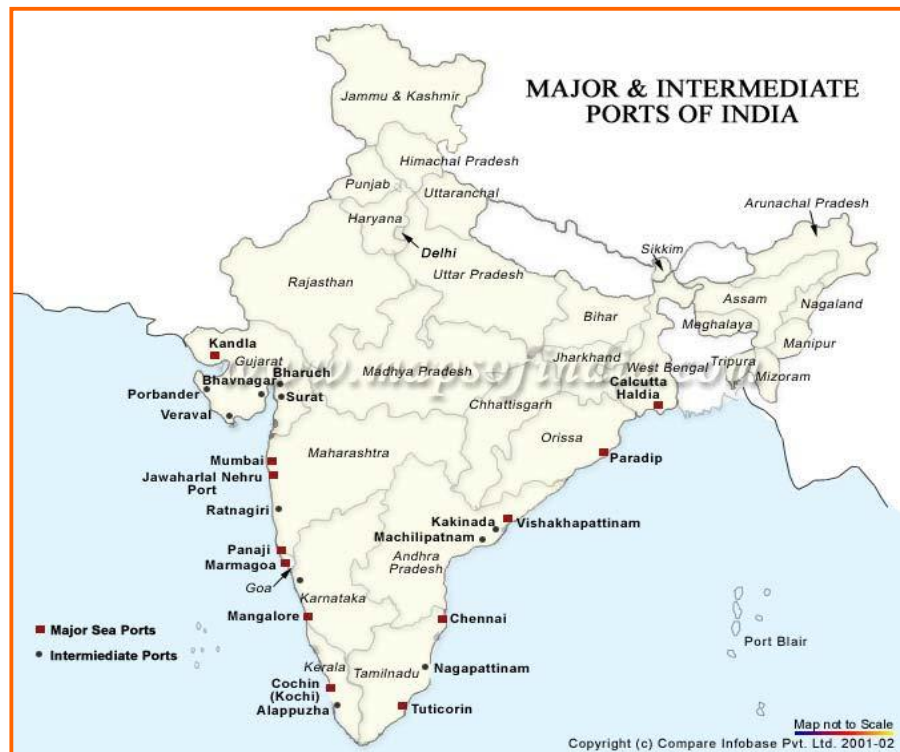 MAJOR & INTERMEDIATE
PORTS OF INDIA
Jammu & Kashmir
Himachal Pradesh
Punjab
Uttaranchal
Haryana
Delhi
Arunachal Pradesh
Sikkim
Rajasthan
Uttar Pradesh
Assam
Nagaland
Bihar
Meghalaya
Manipur
Kandla
Gujarat
Jharkhand
West Bengal
Tripura
Mizoram
www.mapsofindia.com
Bharuch
Madhya Pradesh
Bhavnagar
Calcutta
Haldia
Porbander
Surat
Chhattisgarh
Veraval
Orissa
Maharashtra
Mumbai
Paradip
Jawaharlal Nehru
Port
Ratnagiri
Kakinada
Vishakhapattinam
Machilipatnam
Panaji
Andhra
Pradesh
Marmagoa
Goa
Karnataka
Mangalore
Chennai
Major Sea Ports
Port Blair
Intermiediate Ports
Kerala
Tamilnadu
Nagapattinam
Cochin
(Kochi)
Alappuzha
Tuticorin
Map not to Scale
Copyright (c) Compare Infobase Pvt. Ltd. 2001-02